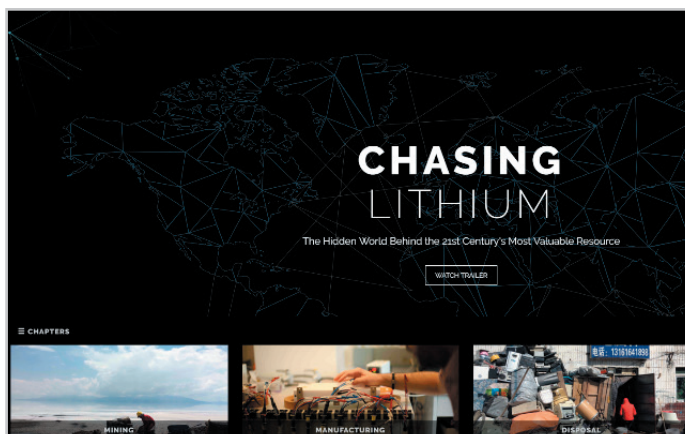 CHASING
LITHIUM
The Hidden World Behind the 21st Century's Most Valuable Resource
WATCH TRAILER
☰ CHAPTERS
MINING
MANUFACTURING
DISPOSAL
电话：13161641898